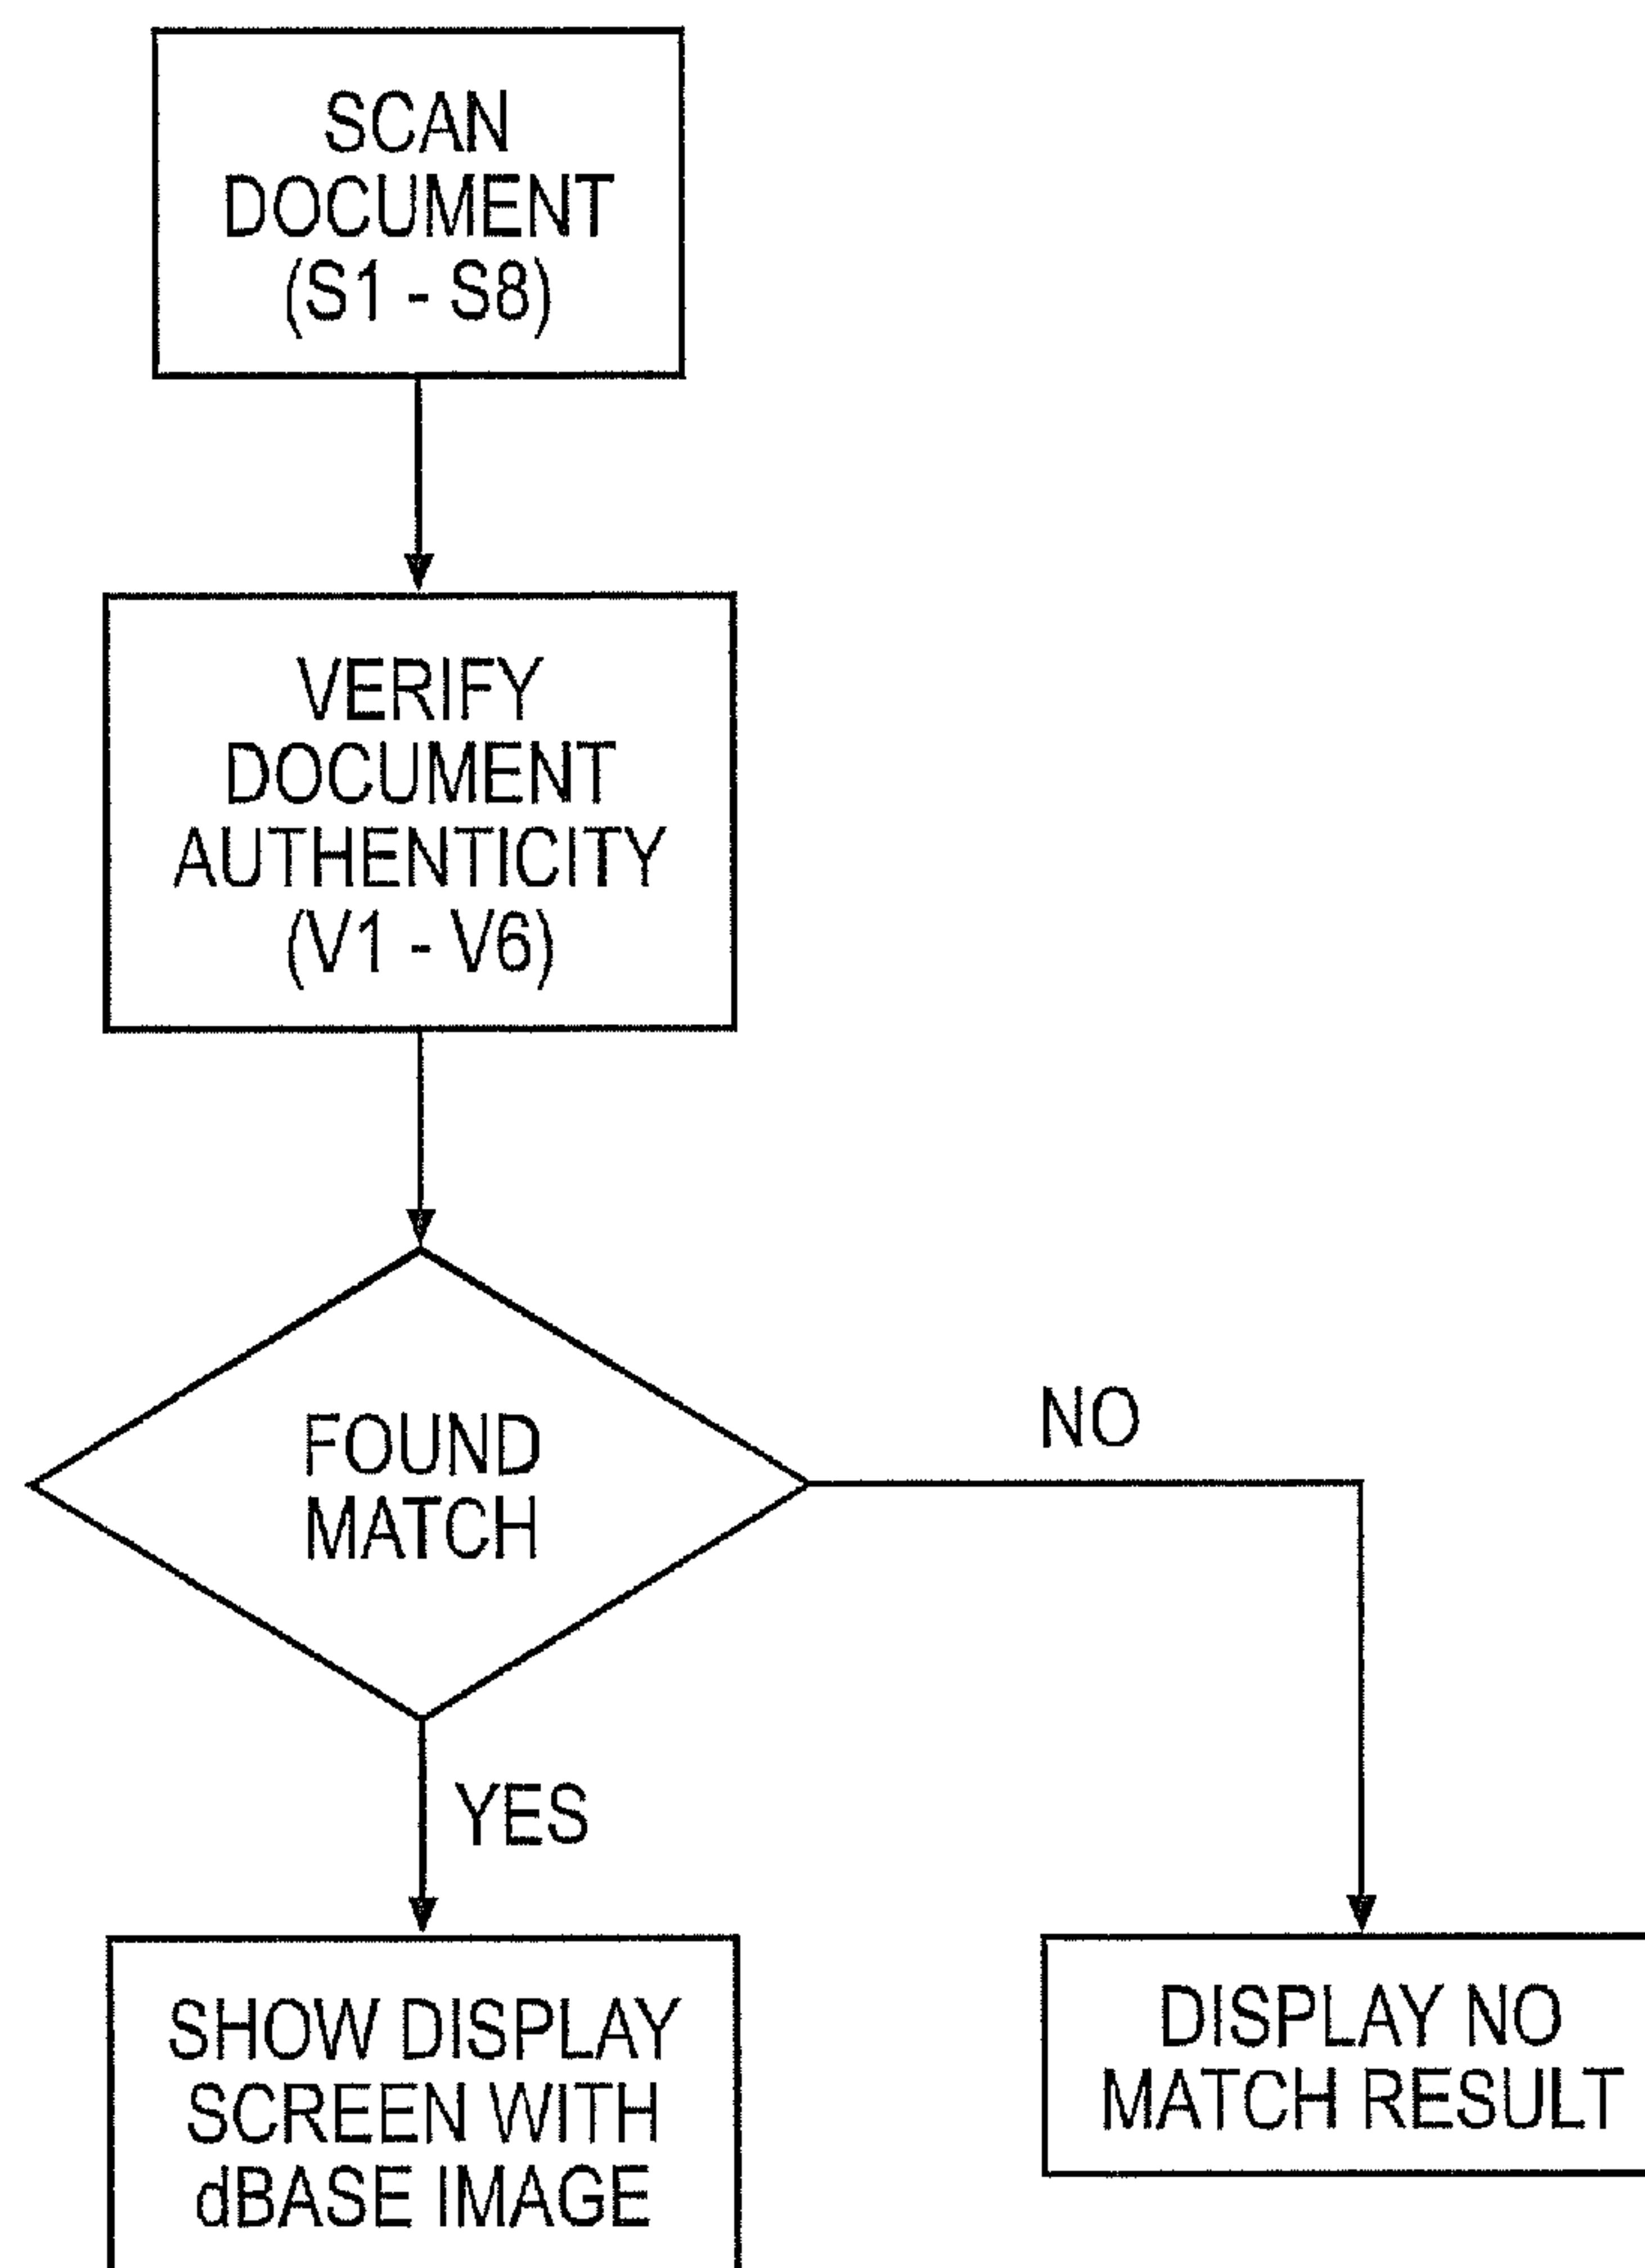 SCAN
DOCUMENT
(S1 - S8)
VERIFY
DOCUMENT
AUTHENTICITY
(V1 - V6)
FOUND
MATCH
NO
YES
SHOW DISPLAY
SCREEN WITH
dBASE IMAGE
DISPLAY NO
MATCH RESULT